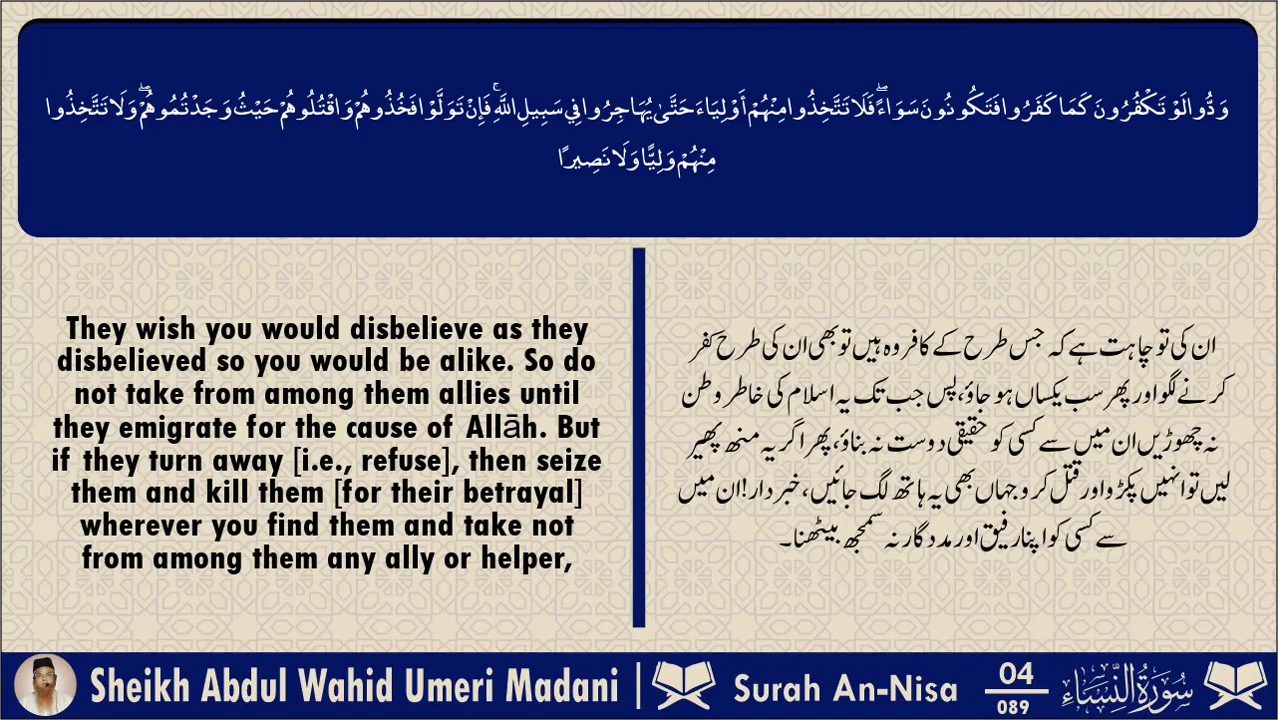 وَدُّوا لَوْ تَكْفُرُونَ كَمَا كَفَرُوا فَتَكُونُونَ سَوَاءً ۖ فَلَا تَتَّخِذُوا مِنْهُمْ أَوْلِيَاءَ حَتَّىٰ يُهَاجِرُوا فِي سَبِيلِ اللَّهِ ۚ فَإِنْ تَوَلَّوْا فَخُذُوهُمْ وَاقْتُلُوهُمْ حَيْثُ وَجَدْتُمُوهُمْ ۖ وَلَا تَتَّخِذُوا
مِنْهُمْ وَلِيًّا وَلَا نَصِيرًا
They wish you would disbelieve as they
disbelieved so you would be alike. So do
not take from among them allies until
they emigrate for the cause of Allāh. But
if they turn away [i.e., refuse], then seize
them and kill them [for their betrayal]
wherever you find them and take not
from among them any ally or helper,
ان کی تو چاہت ہے کہ جس طرح کے کافر وہ ہیں تو بھی ان کی طرح کفر
کرنے لگو اور پھر سب یکساں ہو جاؤ، پس جب تک یہ اسلام کی خاطر وطن
نہ چھوڑیں ان میں سے کسی کو حقیقی دوست نہ بناؤ، پھر اگر یہ منھ پھیر
لیں تو انہیں پکڑو اور قتل کرو جہاں بھی یہ ہاتھ لگ جائیں، خبردار! ان میں
سے کسی کو اپنا رفیق اور مددگار نہ سمجھ بیٹھنا۔
Sheikh Abdul Wahid Umeri Madani |
Surah An-Nisa
04
089
سُورَةُ النِّسَاء